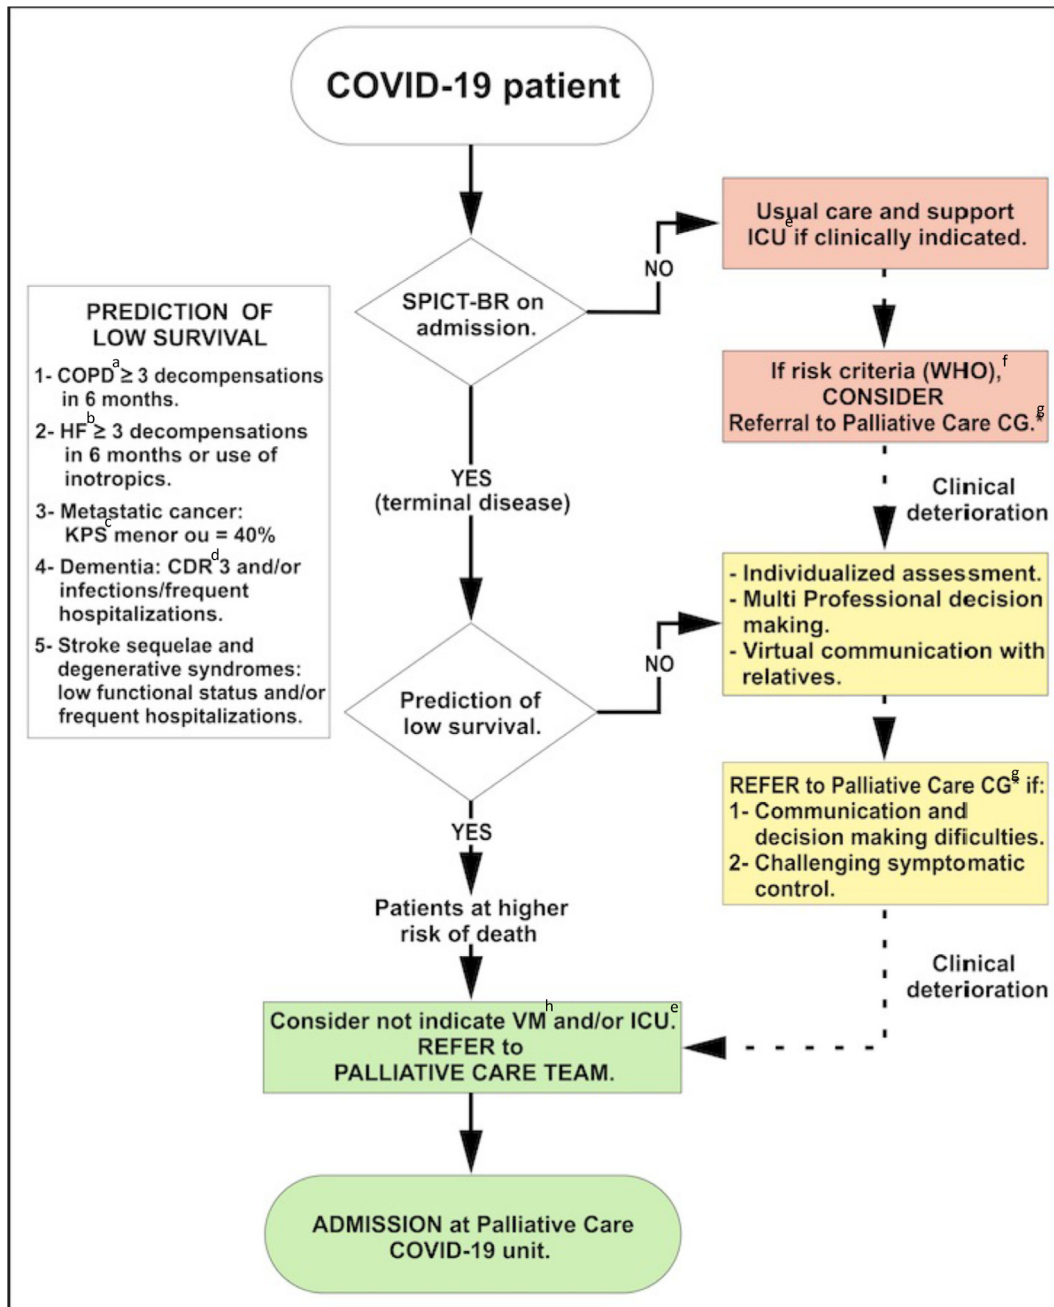 COVID-19 patient
SPICT-BR on
admission.
NO
Usual care and support
ICUe if clinically indicated.
If risk criteria (WHO),f
CONSIDER
Referral to Palliative Care CG.*g
Clinical
deterioration
PREDICTION OF
LOW SURVIVAL
1- COPDa ≥ 3 decompensations
in 6 months.
2- HFb ≥ 3 decompensations
in 6 months or use of
inotropics.
3- Metastatic cancer:
KPSc menor ou = 40%
4- Dementia: CDRd 3 and/or
infections/frequent
hospitalizations.
5- Stroke sequelae and
degenerative syndromes:
low functional status and/or
frequent hospitalizations.
YES
(terminal disease)
- Individualized assessment.
- Multi Professional decision
making.
- Virtual communication with
relatives.
NO
Prediction of
low survival.
REFER to Palliative Care CG*g if:
1- Communication and
decision making dificulties.
2- Challenging symptomatic
control.
YES
Patients at higher
risk of death
Clinical
deterioration
Consider not indicate VMh and/or ICU.e
REFER to
PALLIATIVE CARE TEAM.
ADMISSION at Palliative Care
COVID-19 unit.